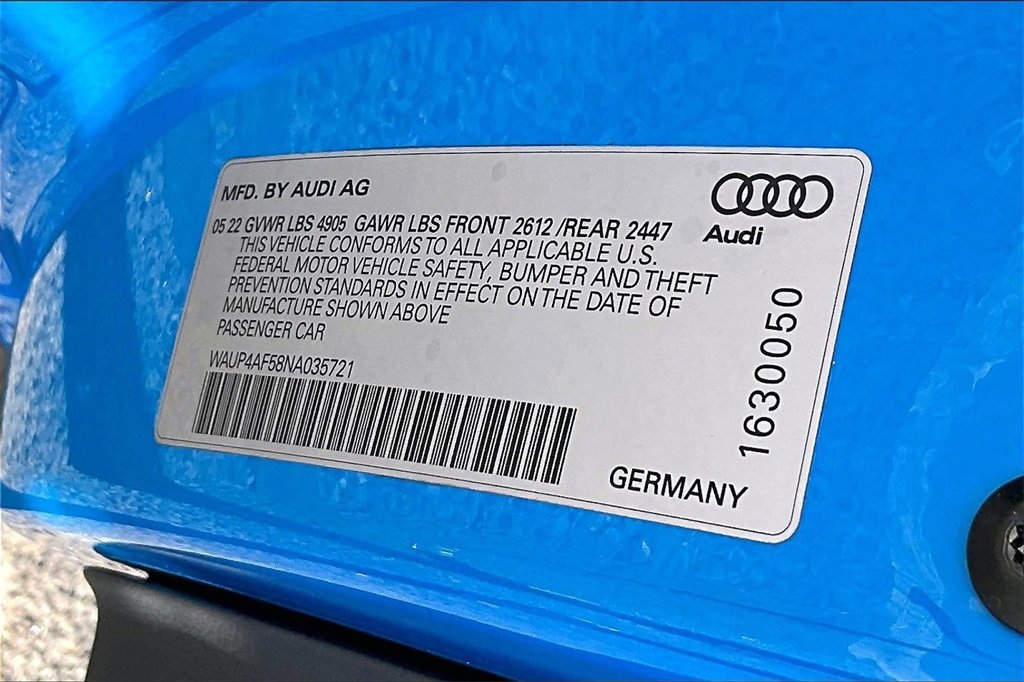 MFD. BY AUDI AG
Audi
05 22 GVWR LBS 4905 GAWR LBS FRONT 2612 /REAR 2447
THIS VEHICLE CONFORMS TO ALL APPLICABLE U.S.
FEDERAL MOTOR VEHICLE SAFETY, BUMPER AND THEFT
PREVENTION STANDARDS IN EFFECT ON THE DATE OF
MANUFACTURE SHOWN ABOVE
PASSENGER CAR
WAUP4AF58NA035721
1630050
GERMANY